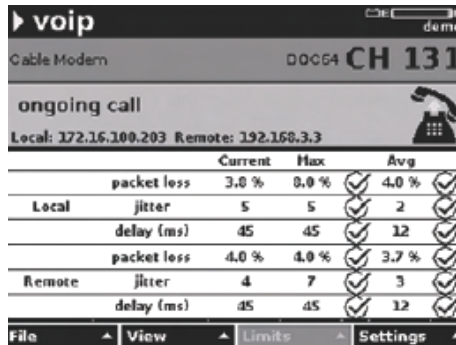 voip
demo
Cable Modem DOC64 CH 131
ongoing call
Local: 172.16.100.203 Remote: 192.168.3.3
Current Max Avg
packet loss 3.8 % 8.0 % 4.0 %
Local jitter 5 5 2
delay (ms) 45 45 12
packet loss 4.0 % 4.0 % 3.7 %
Remote jitter 4 7 3
delay (ms) 45 45 12
File View Limits Settings